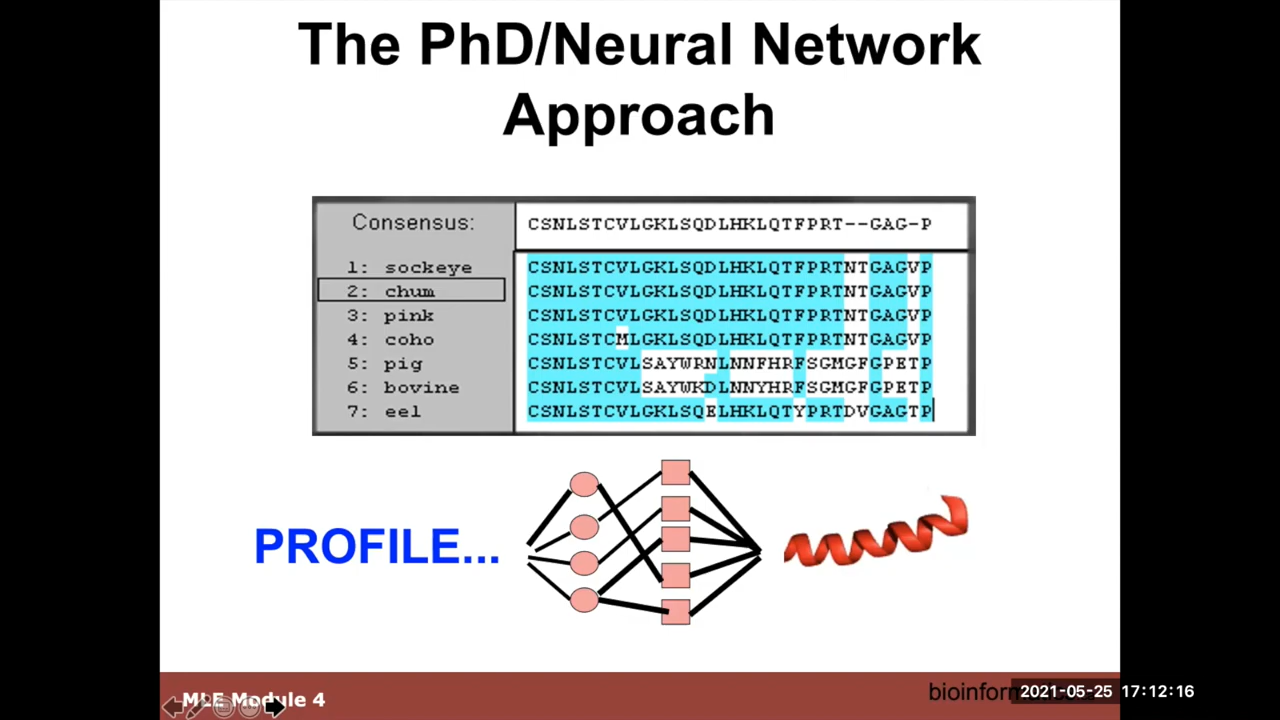 The PhD/Neural Network
Approach
Consensus: CSNLSTCVLGKLSQDLHKLQTFPRT--GAG-P
1: sockeye CSNLSTCVLGKLSQDLHKLQTFPRTNTGAGVP
2: chum CSNLSTCVLGKLSQDLHKLQTFPRTNTGAGVP
3: pink CSNLSTCVLGKLSQDLHKLQTFPRTNTGAGVP
4: coho CSNLSTCMLGKLSQDLHKLQTFPRTNTGAGVP
5: pig CSNLSTCVLSAYWRNLNNFHRFSGMGFGPETP
6: bovine CSNLSTCVLSAYWKDLNNYHRFSGMGFGPETP
7: eel CSNLSTCVLGKLSQELHKLQTYPRTDVGAGTP
PROFILE...
MLE Module 4
2021-05-25 17:12:16